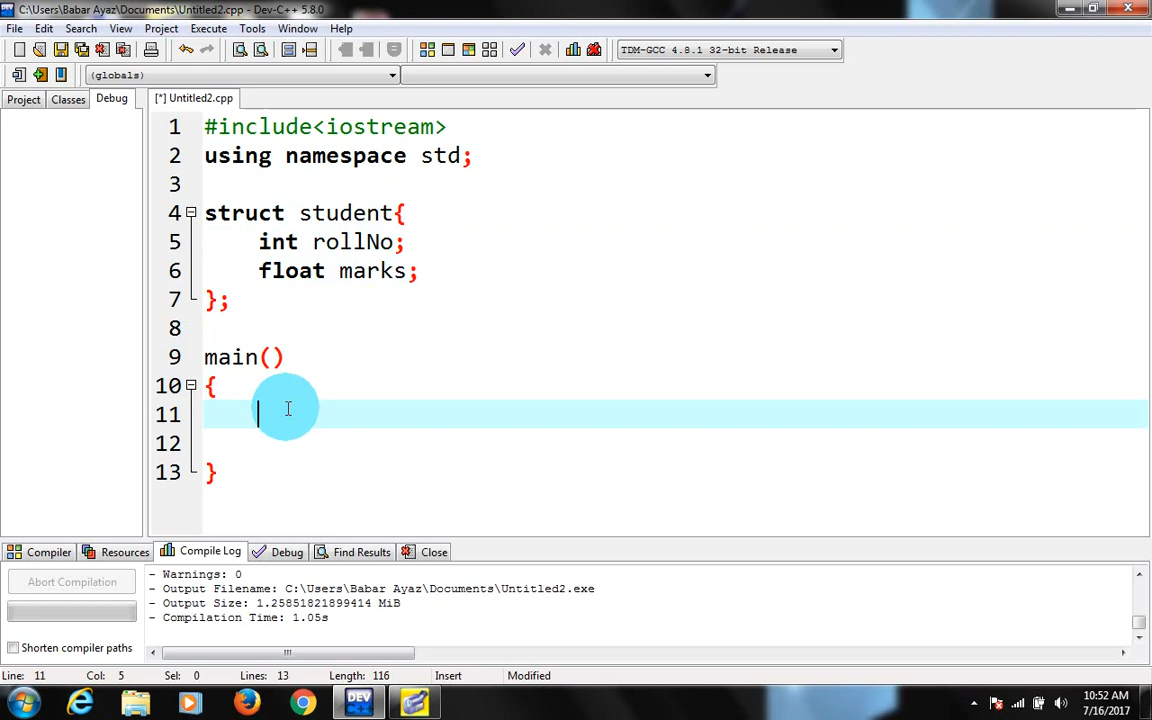 C:\Users\Babar Ayaz\Documents\Untitled2.cpp - Dev-C++ 5.8.0
File Edit Search View Project Execute Tools Window Help
TDM-GCC 4.8.1 32-bit Release
(globals)
Project Classes Debug [*] Untitled2.cpp
1 #include<iostream>
2 using namespace std;
3
4 struct student{
5 int rollNo;
6 float marks;
7 };
8
9 main()
10 {
11
12
13 }
Compiler Resources Compile Log Debug Find Results Close
Abort Compilation
Shorten compiler paths
- Warnings: 0
- Output Filename: C:\Users\Babar Ayaz\Documents\Untitled2.exe
- Output Size: 1.25851821899414 MiB
- Compilation Time: 1.05s
Line: 11 Col: 5 Sel: 0 Lines: 13 Length: 116 Insert Modified
DEV
10:52 AM
7/16/2017